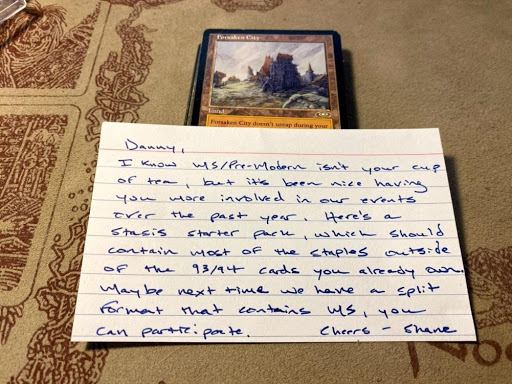 Forsaken City
Land
Forsaken City doesn't untap during your
Danny,
I know MS/Pre-Modern isn't your cup
of tea, but it's been nice having
you more involved in our events
over the past year. Here's a
stasis starter pack, which should
contain most of the staples outside
of the 93/94 cards you already own.
Maybe next time we have a split
format that contains MS, you
can participate. Cheers - Shane